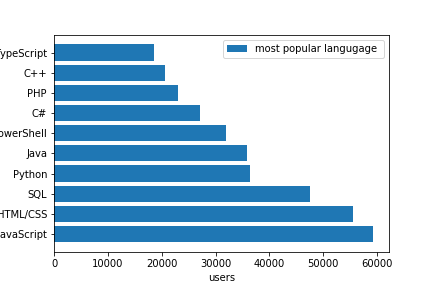 most popular langugage
ypeScript
C++
PHP
C#
owerShell
Java
Python
SQL
HTML/CSS
avaScript
0 10000 20000 30000 40000 50000 60000
users